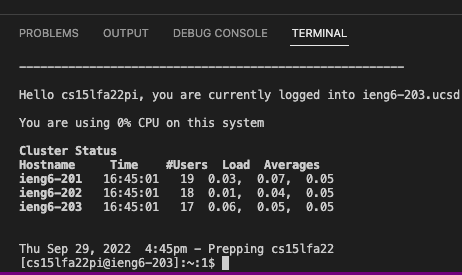 PROBLEMS OUTPUT DEBUG CONSOLE TERMINAL
-------------------------------------------------------
Hello cs15lfa22pi, you are currently logged into ieng6-203.ucsd
You are using 0% CPU on this system
Cluster Status
Hostname     Time    #Users  Load  Averages
ieng6-201   16:45:01   19  0.03,  0.07,  0.05
ieng6-202   16:45:01   18  0.01,  0.04,  0.05
ieng6-203   16:45:01   17  0.06,  0.05,  0.05
Thu Sep 29, 2022  4:45pm - Prepping cs15lfa22
[cs15lfa22pi@ieng6-203]:~:1$